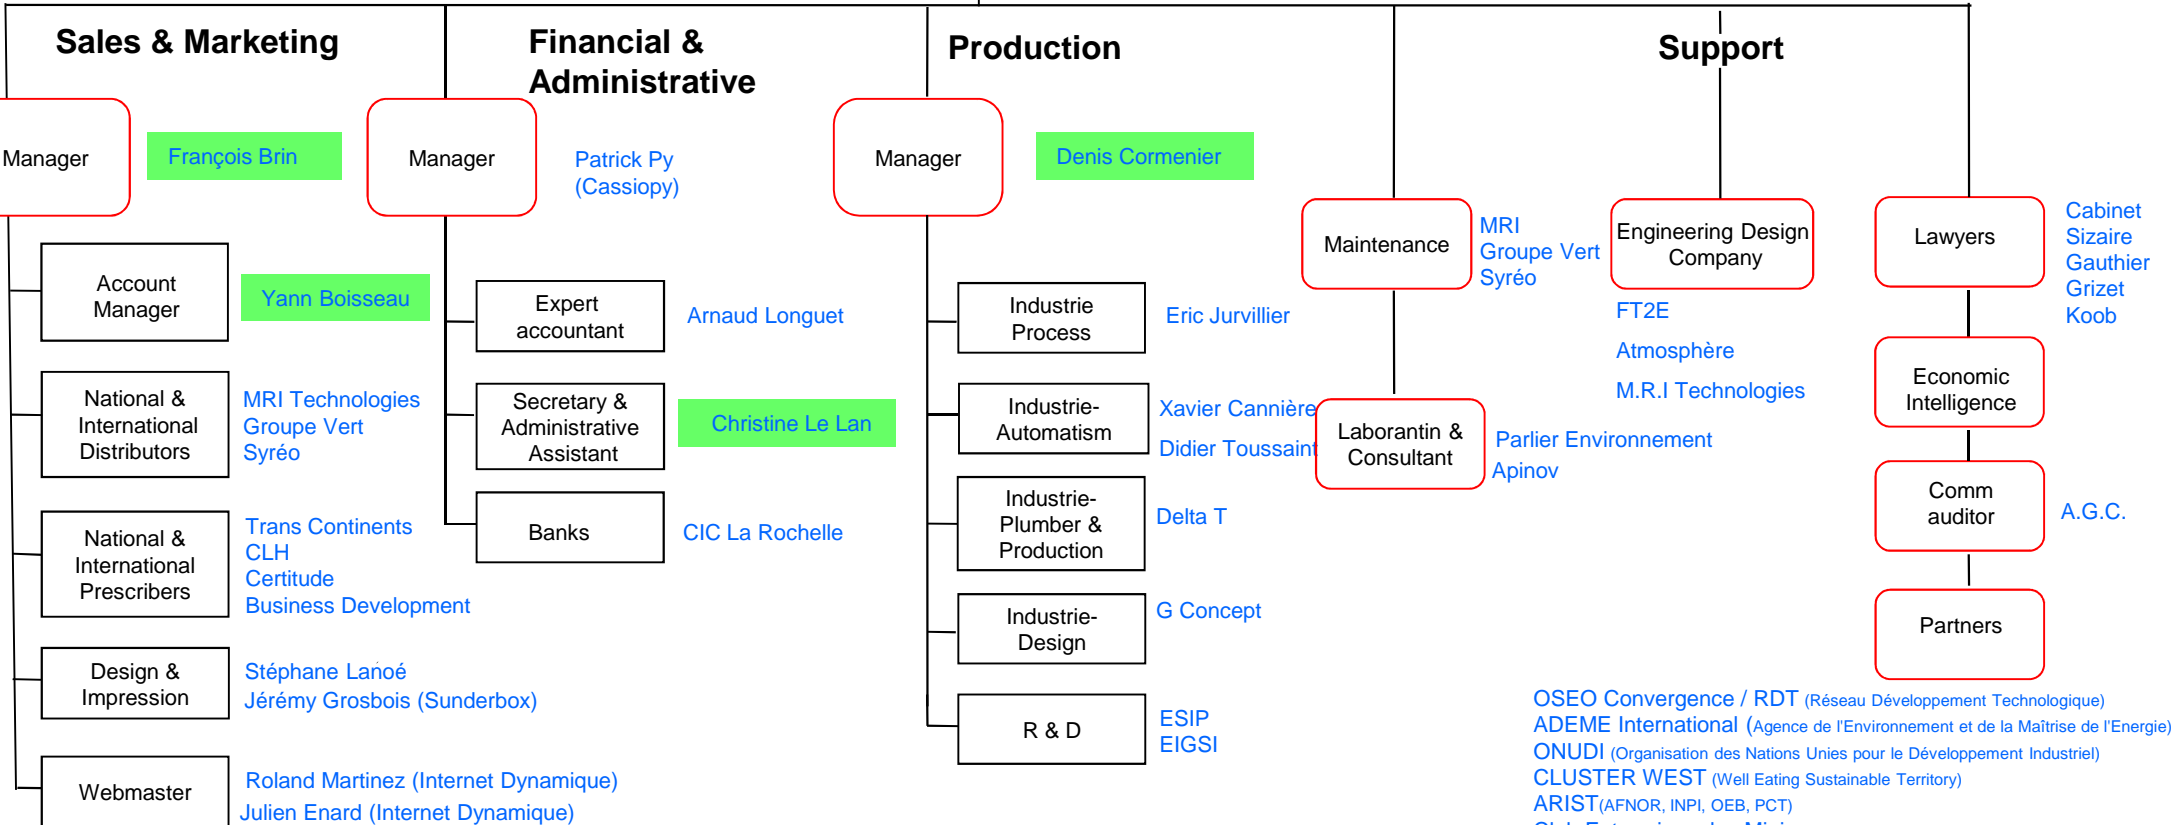 Sales & Marketing
Manager
François Brin
Account
Manager
Yann Boisseau
National &
International
Distributors
MRI Technologies
Groupe Vert
Syréo
National &
International
Prescribers
Trans Continents
CLH
Certitude
Business Development
Design &
Impression
Stéphane Lanoé
Jérémy Grosbois (Sunderbox)
Webmaster
Roland Martinez (Internet Dynamique)
Julien Enard (Internet Dynamique)
Financial &
Administrative
Manager
Patrick Py
(Cassiopy)
Expert
accountant
Arnaud Longuet
Secretary &
Administrative
Assistant
Christine Le Lan
Banks
CIC La Rochelle
Production
Manager
Denis Cormenier
Industrie
Process
Eric Jurvillier
Industrie-
Automatism
Xavier Cannière
Didier Toussaint
Industrie-
Plumber &
Production
Delta T
Industrie-
Design
G Concept
R & D
ESIP
EIGSI
Support
Maintenance
MRI
Groupe Vert
Syréo
Laborantin &
Consultant
Parlier Environnement
Apinov
Engineering Design
Company
FT2E
Atmosphère
M.R.I Technologies
Lawyers
Cabinet
Sizaire
Gauthier
Grizet
Koob
Economic
Intelligence
Comm
auditor
A.G.C.
Partners
OSEO Convergence / RDT (Réseau Développement Technologique)
ADEME International (Agence de l'Environnement et de la Maîtrise de l'Energie)
ONUDI (Organisation des Nations Unies pour le Développement Industriel)
CLUSTER WEST (Well Eating Sustainable Territory)
ARIST(AFNOR, INPI, OEB, PCT)